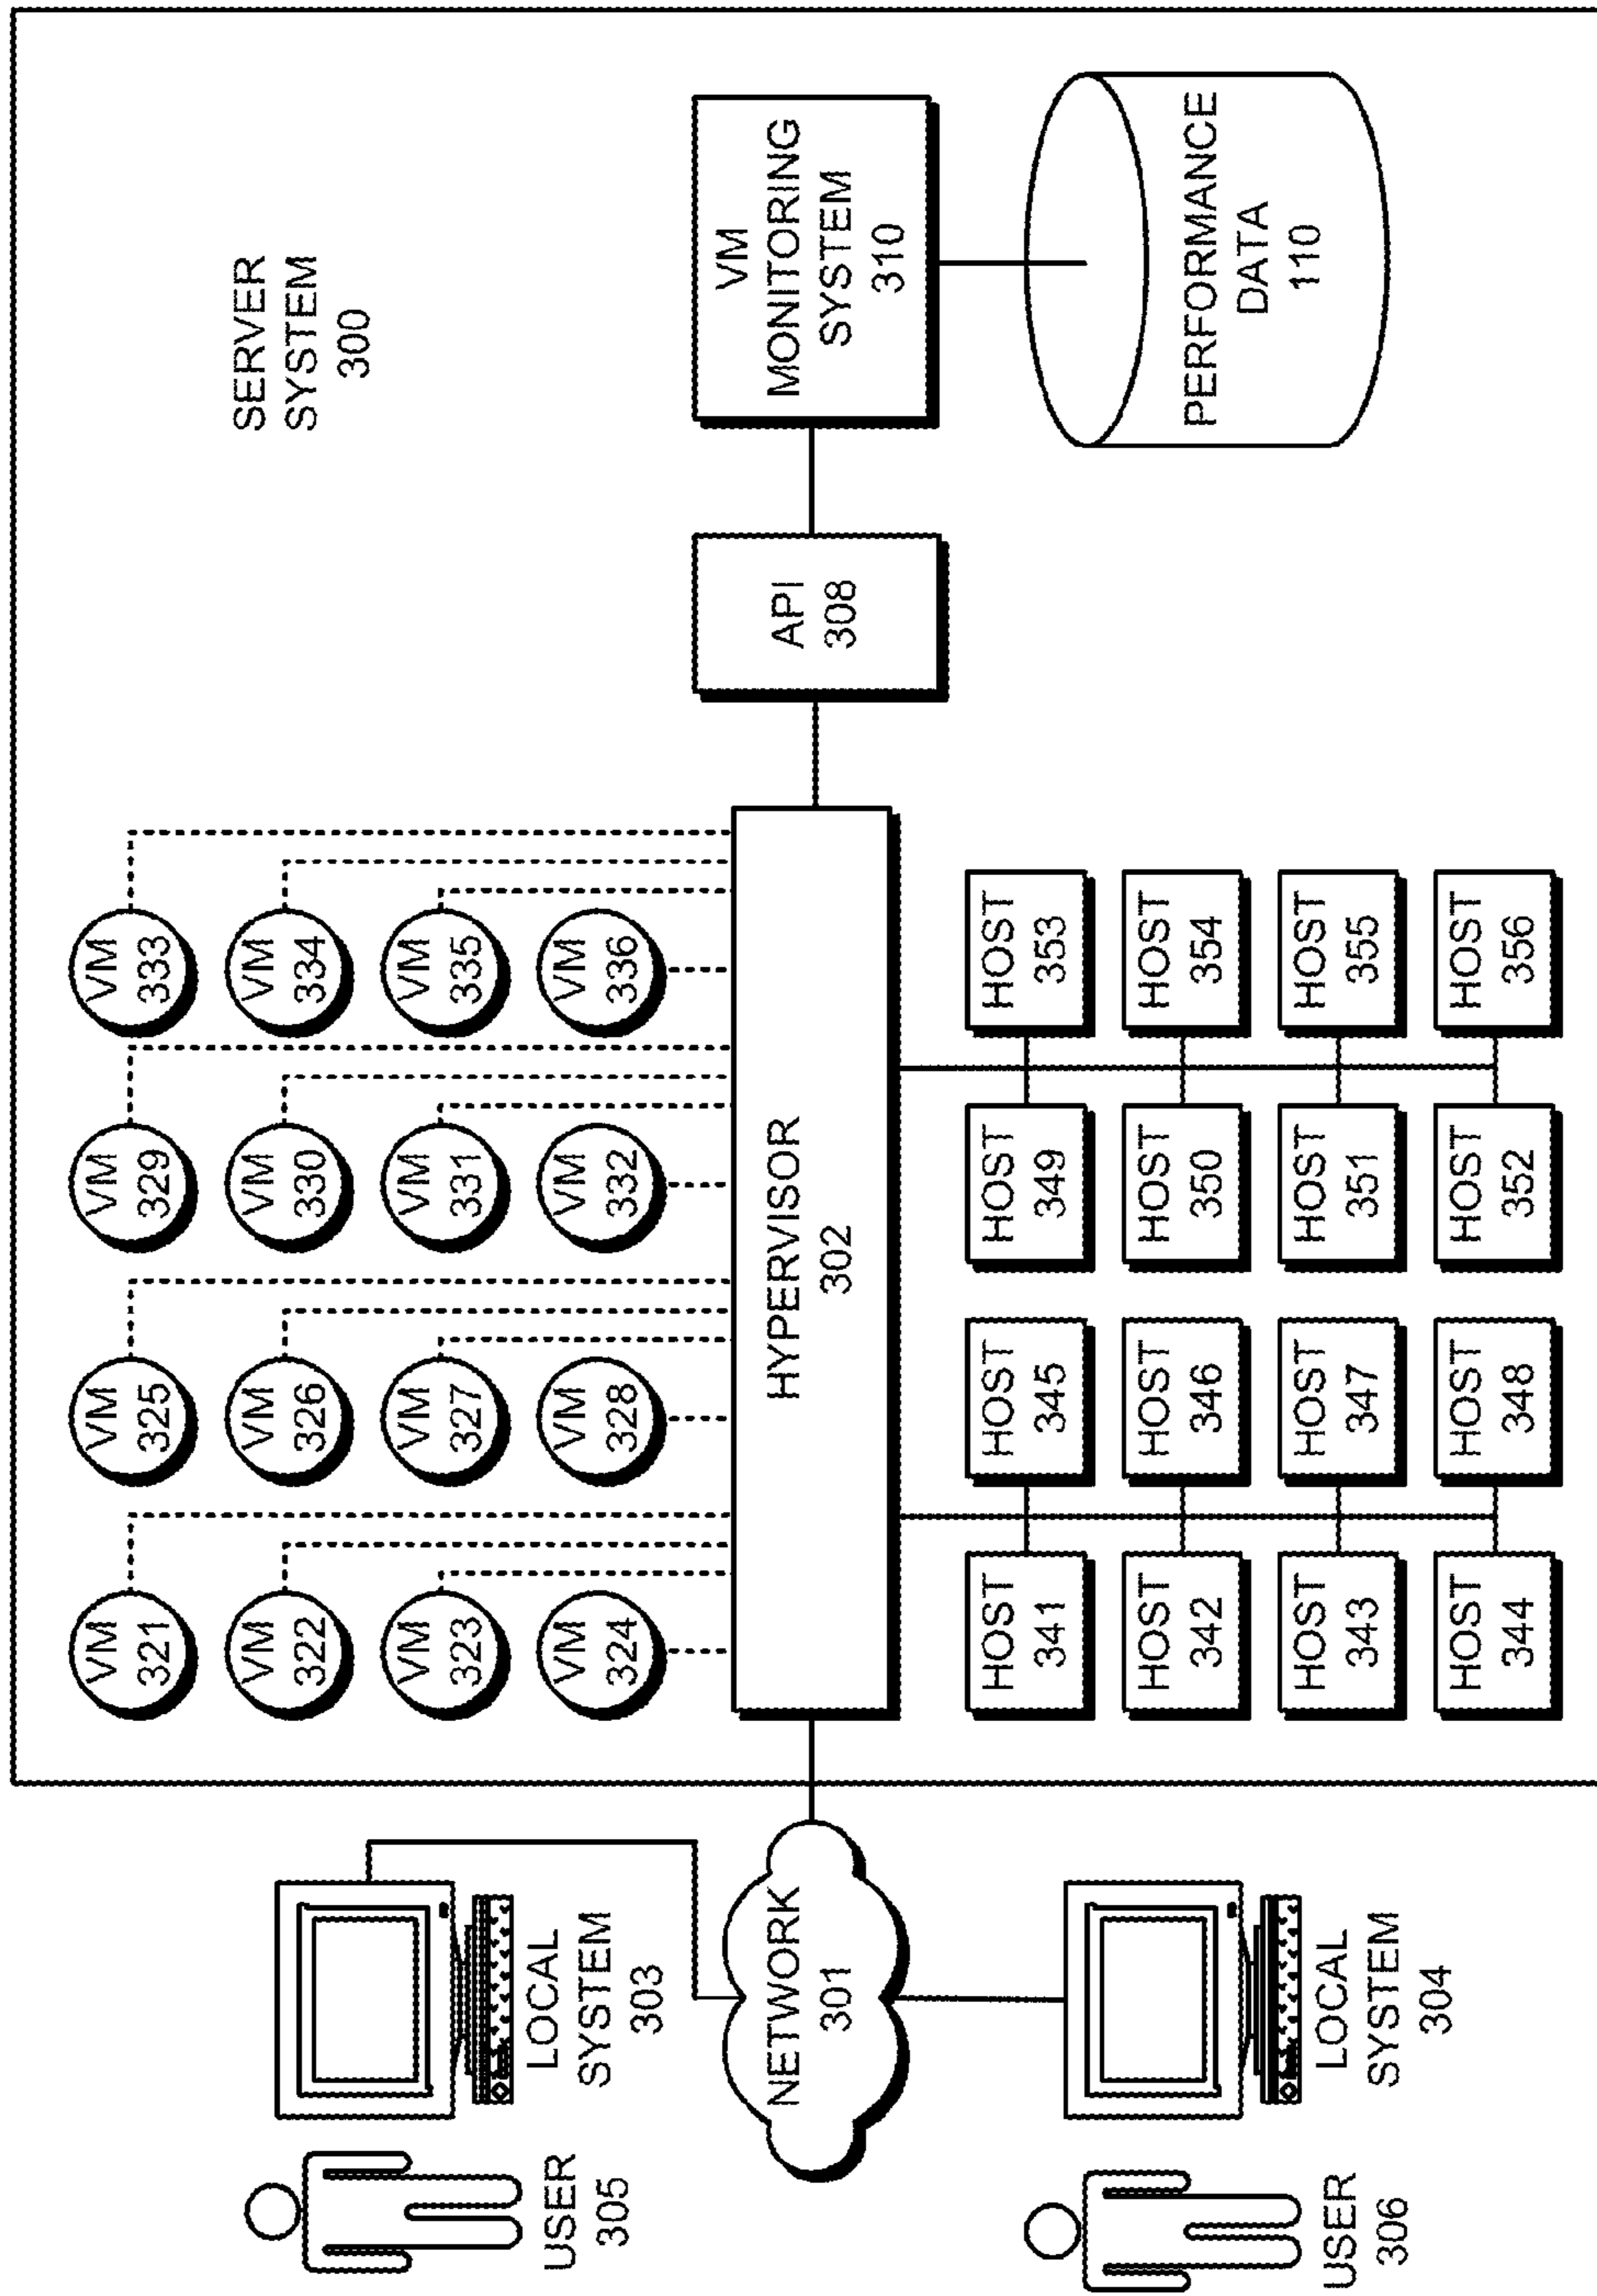 SERVER
SYSTEM
300
VM
321
VM
325
VM
329
VM
333
VM
322
VM
326
VM
330
VM
334
VM
323
VM
327
VM
331
VM
335
VM
324
VM
328
VM
332
VM
336
USER
305
LOCAL
SYSTEM
303
NETWORK
301
HYPERVISOR
302
API
308
VM
MONITORING
SYSTEM
310
HOST
341
HOST
345
HOST
349
HOST
353
HOST
342
HOST
346
HOST
350
HOST
354
HOST
343
HOST
347
HOST
351
HOST
355
HOST
344
HOST
348
HOST
352
HOST
356
PERFORMANCE
DATA
110
USER
306
LOCAL
SYSTEM
304